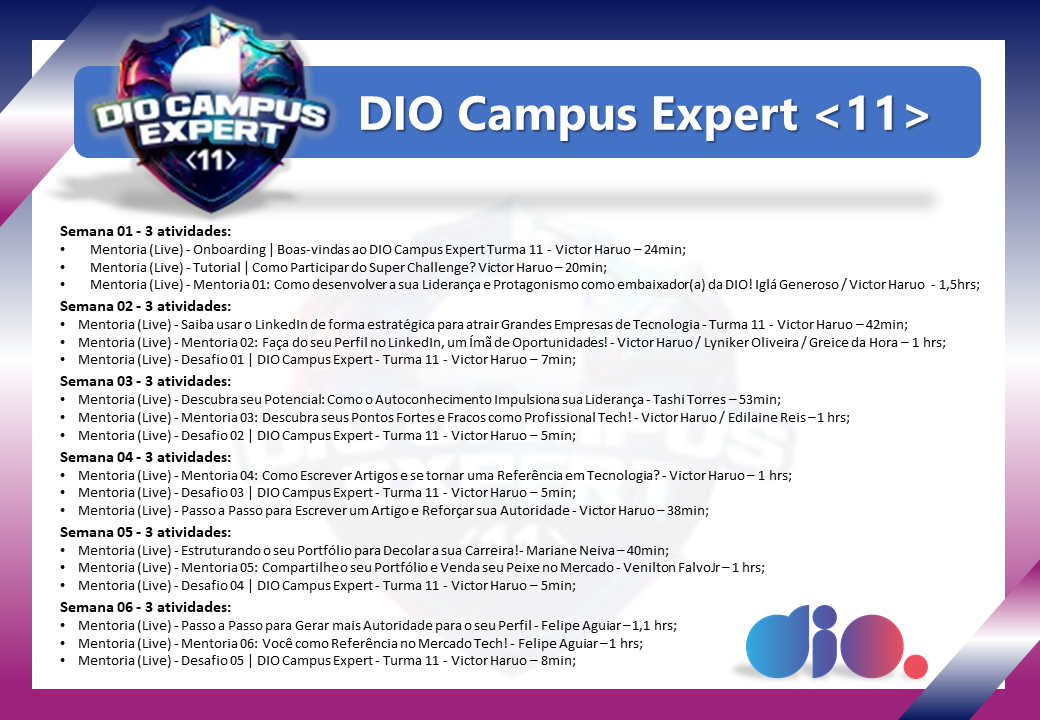 DIO CAMPUS
EXPERT
<11>
DIO Campus Expert <11>
Semana 01 - 3 atividades:
• Mentoria (Live) - Onboarding | Boas-vindas ao DIO Campus Expert Turma 11 - Victor Haruo – 24min;
• Mentoria (Live) - Tutorial | Como Participar do Super Challenge? Victor Haruo – 20min;
• Mentoria (Live) - Mentoria 01: Como desenvolver a sua Liderança e Protagonismo como embaixador(a) da DIO! Iglá Generoso / Victor Haruo - 1,5hrs;
Semana 02 - 3 atividades:
• Mentoria (Live) - Saiba usar o LinkedIn de forma estratégica para atrair Grandes Empresas de Tecnologia - Turma 11 - Victor Haruo – 42min;
• Mentoria (Live) - Mentoria 02: Faça do seu Perfil no LinkedIn, um Ímã de Oportunidades! - Victor Haruo / Lyniker Oliveira / Greice da Hora – 1 hrs;
• Mentoria (Live) - Desafio 01 | DIO Campus Expert - Turma 11 - Victor Haruo – 7min;
Semana 03 - 3 atividades:
• Mentoria (Live) - Descubra seu Potencial: Como o Autoconhecimento Impulsiona sua Liderança - Tashi Torres – 53min;
• Mentoria (Live) - Mentoria 03: Descubra seus Pontos Fortes e Fracos como Profissional Tech! - Victor Haruo / Edilaine Reis – 1 hrs;
• Mentoria (Live) - Desafio 02 | DIO Campus Expert - Turma 11 - Victor Haruo – 5min;
Semana 04 - 3 atividades:
• Mentoria (Live) - Mentoria 04: Como Escrever Artigos e se tornar uma Referência em Tecnologia? - Victor Haruo – 1 hrs;
• Mentoria (Live) - Desafio 03 | DIO Campus Expert - Turma 11 - Victor Haruo – 5min;
• Mentoria (Live) - Passo a Passo para Escrever um Artigo e Reforçar sua Autoridade - Victor Haruo – 38min;
Semana 05 - 3 atividades:
• Mentoria (Live) - Estruturando o seu Portfólio para Decolar a sua Carreira!- Mariane Neiva – 40min;
• Mentoria (Live) - Mentoria 05: Compartilhe o seu Portfólio e Venda seu Peixe no Mercado - Venilton FalvoJr – 1 hrs;
• Mentoria (Live) - Desafio 04 | DIO Campus Expert - Turma 11 - Victor Haruo – 5min;
Semana 06 - 3 atividades:
• Mentoria (Live) - Passo a Passo para Gerar mais Autoridade para o seu Perfil - Felipe Aguiar – 1,1 hrs;
• Mentoria (Live) - Mentoria 06: Você como Referência no Mercado Tech! - Felipe Aguiar – 1 hrs;
• Mentoria (Live) - Desafio 05 | DIO Campus Expert - Turma 11 - Victor Haruo – 8min;
dio.